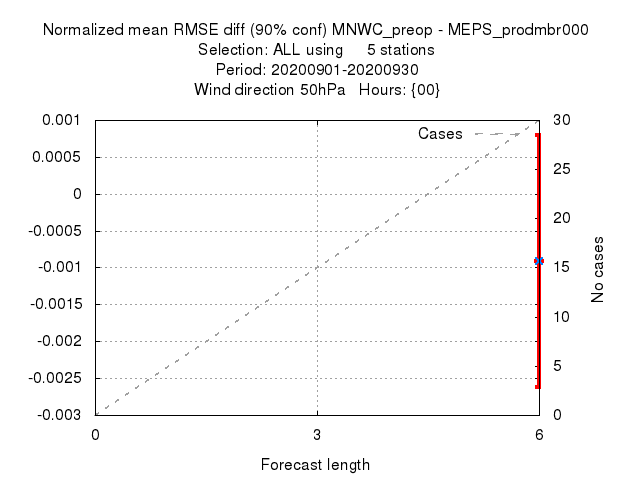 Normalized mean RMSE diff (90% conf) MNWC_preop - MEPS_prodmbr000
Selection: ALL using 5 stations
Period: 20200901-20200930
Wind direction 50hPa Hours: {00}
0.001
0.0005
0
-0.0005
-0.001
-0.0015
-0.002
-0.0025
-0.003
Cases
30
25
20
15
10
5
0
No cases
0 3 6
Forecast length